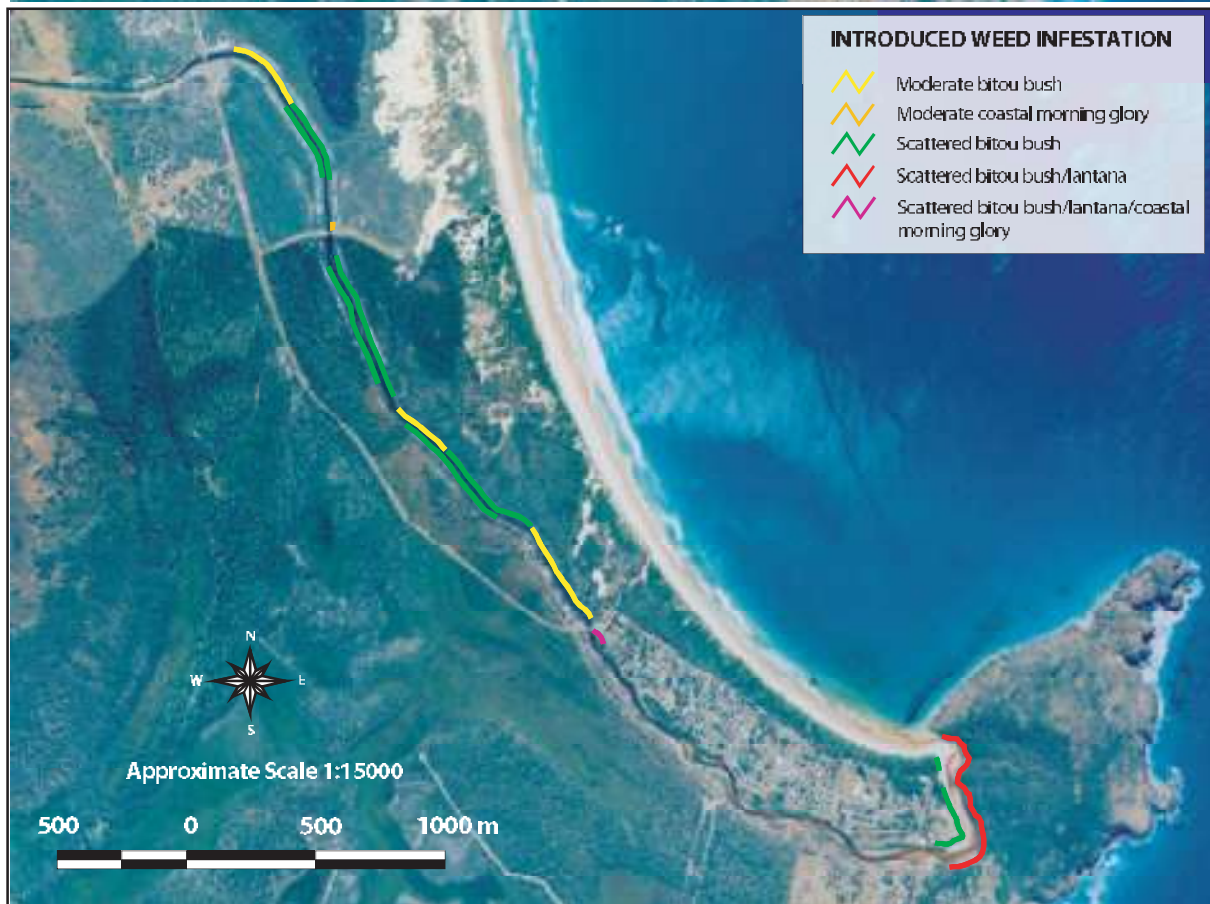 INTRODUCED WEED INFESTATION
Moderate bitou bush
Moderate coastal morning glory
Scattered bitou bush
Scattered bitou bush/lantana
Scattered bitou bush/lantana/coastal
morning glory
N
W E
S
Approximate Scale 1:15000
500 0 500 1000 m